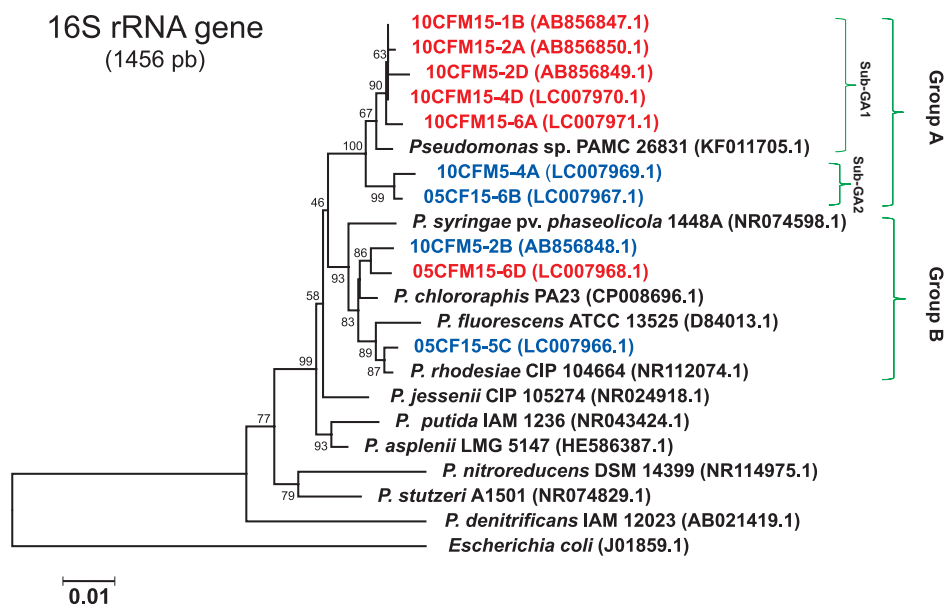 16S rRNA gene
(1456 pb)
10CFM15-1B (AB856847.1)
10CFM15-2A (AB856850.1)
10CFM5-2D (AB856849.1)
10CFM15-4D (LC007970.1)
10CFM15-6A (LC007971.1)
Pseudomonas sp. PAMC 26831 (KF011705.1)
10CFM5-4A (LC007969.1)
05CF15-6B (LC007967.1)
P. syringae pv. phaseolicola 1448A (NR074598.1)
10CFM5-2B (AB856848.1)
05CFM15-6D (LC007968.1)
P. chlororaphis PA23 (CP008696.1)
P. fluorescens ATCC 13525 (D84013.1)
05CF15-5C (LC007966.1)
P. rhodesiae CIP 104664 (NR112074.1)
P. jessenii CIP 105274 (NR024918.1)
P. putida IAM 1236 (NR043424.1)
P. asplenii LMG 5147 (HE586387.1)
P. nitroreducens DSM 14399 (NR114975.1)
P. stutzeri A1501 (NR074829.1)
P. denitrificans IAM 12023 (AB021419.1)
Escherichia coli (J01859.1)
63
90
67
100
99
46
86
93
83
89
87
58
99
93
77
79
Sub-GA1
Sub-GA2
Group A
Group B
0.01